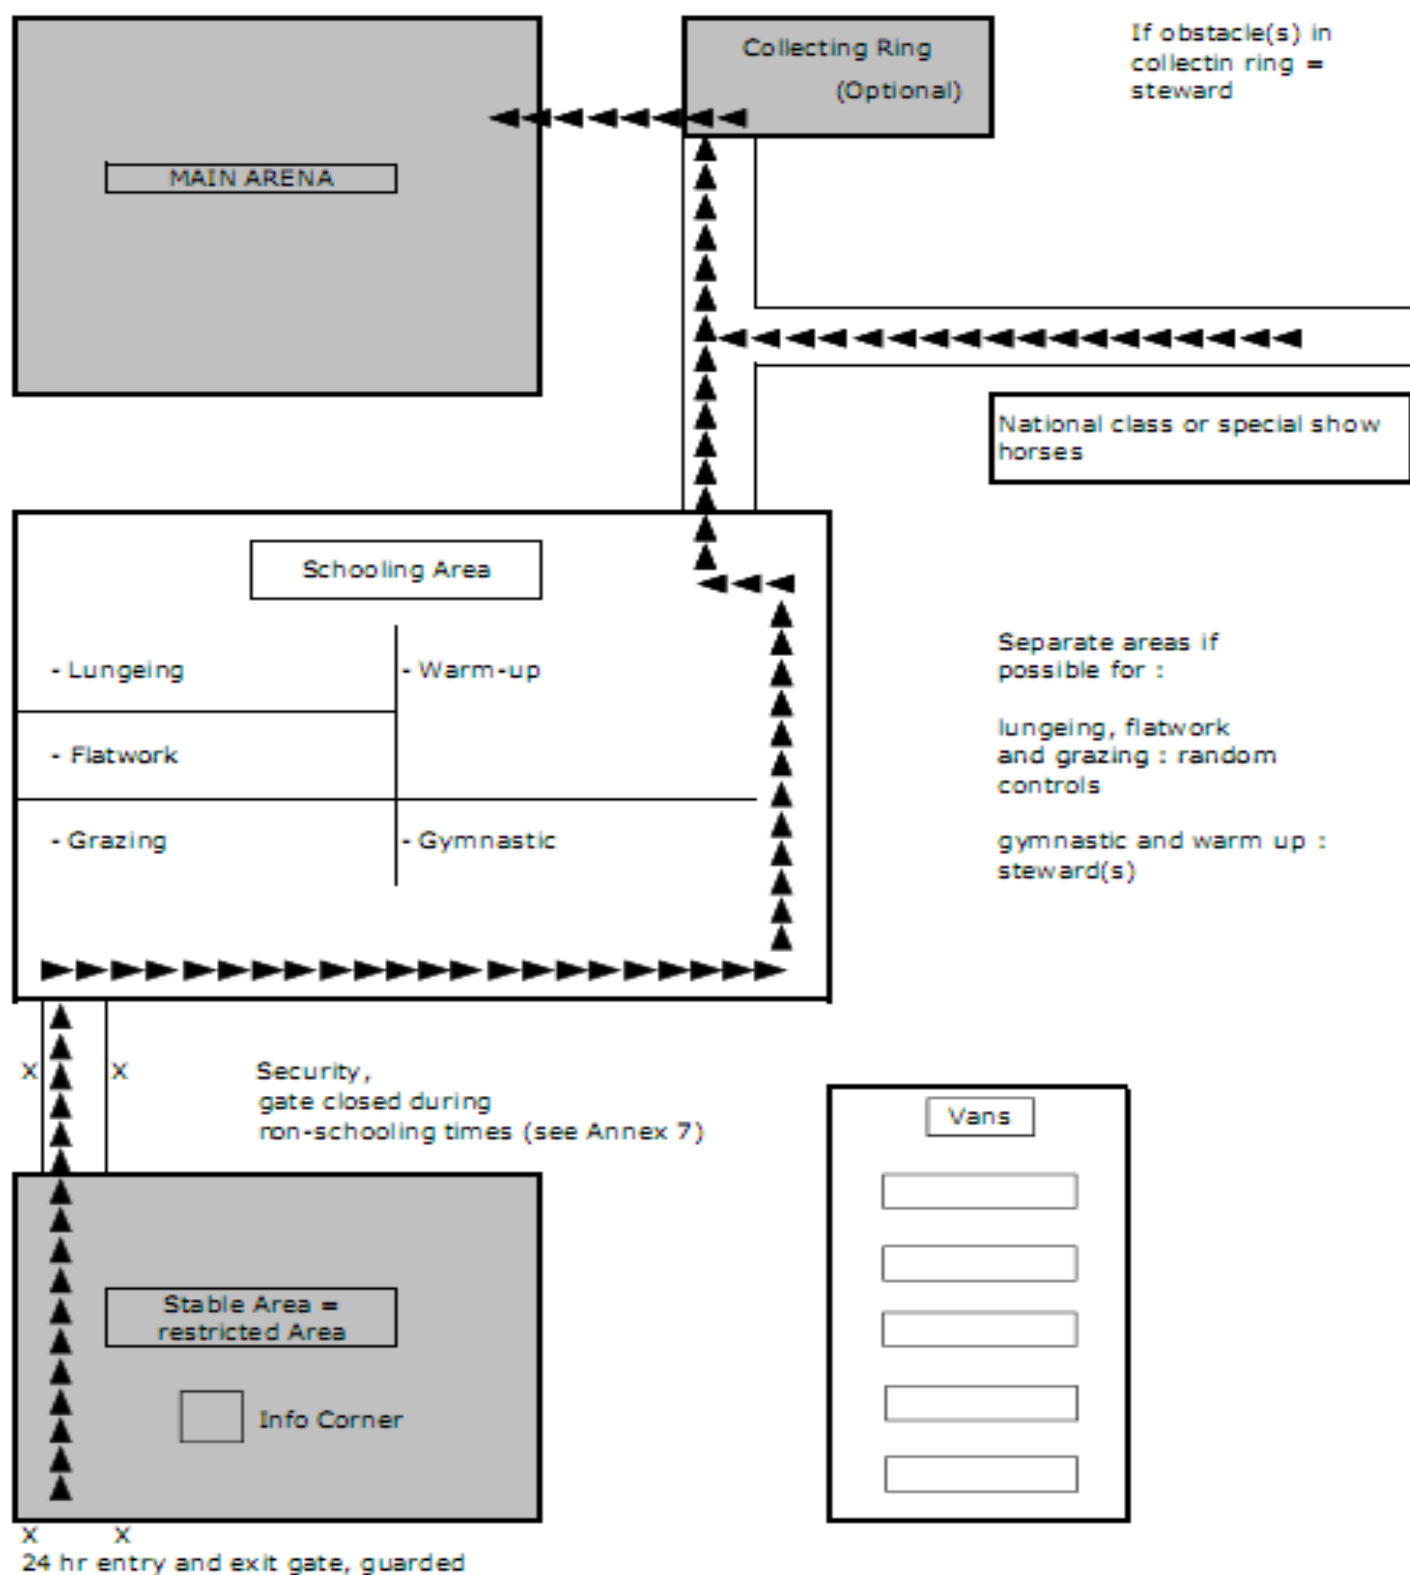 Collecting Ring
(Optional)
If obstacle(s) in
collectin ring =
steward
MAIN ARENA
National class or special show
horses
Schooling Area
- Lungeing
- Warm-up
- Flatwork
- Grazing
- Gymnastic
Separate areas if
possible for :
lungeing, flatwork
and grazing : random
controls
gymnastic and warm up :
steward(s)
X
X
Security,
gate closed during
non-schooling times (see Annex 7)
Vans
Stable Area =
restricted Area
Info Corner
X
X
24 hr entry and exit gate, guarded